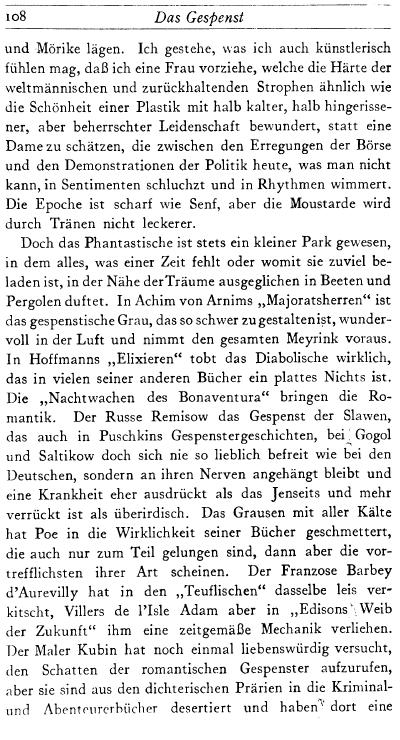 108 Das Gespenst
und Mörike lägen. Ich gestehe, was ich auch künstlerisch
fühlen mag, daß ich eine Frau vorziehe, welche die Härte der
weltmännischen und zurückhaltenden Strophen ähnlich wie
die Schönheit einer Plastik mit halb kalter, halb hingerisse-
ner, aber beherrschter Leidenschaft bewundert, statt eine
Dame zu schätzen, die zwischen den Erregungen der Börse
und den Demonstrationen der Politik heute, was man nicht
kann, in Sentimenten schluchzt und in Rhythmen wimmert.
Die Epoche ist scharf wie Senf, aber die Moustarde wird
durch Tränen nicht leckerer.
Doch das Phantastische ist stets ein kleiner Park gewesen,
in dem alles, was einer Zeit fehlt oder womit sie zuviel be-
laden ist, in der Nähe der Träume ausgeglichen in Beeten und
Pergolen duftet. In Achim von Arnims „Majoratsherren“ ist
das gespenstische Grau, das so schwer zu gestalten ist, wunder-
voll in der Luft und nimmt den gesamten Meyrink voraus.
In Hoffmanns „Elixieren“ tobt das Diabolische wirklich,
das in vielen seiner anderen Bücher ein plattes Nichts ist.
Die „Nachtwachen des Bonaventura“ bringen die Ro-
mantik. Der Russe Remisow das Gespenst der Slawen,
das auch in Puschkins Gespenstergeschichten, bei Gogol
und Saltikow doch sich nie so lieblich befreit wie bei den
Deutschen, sondern an ihren Nerven angehängt bleibt und
eine Krankheit eher ausdrückt als das Jenseits und mehr
verrückt ist als überirdisch. Das Grausen mit aller Kälte
hat Poe in die Wirklichkeit seiner Bücher geschmettert,
die auch nur zum Teil gelungen sind, dann aber die vor-
trefflichsten ihrer Art scheinen. Der Franzose Barbey
d'Aurevilly hat in den „Teuflischen“ dasselbe leis ver-
kitscht, Villers de l'Isle Adam aber in „Edisons Weib
der Zukunft“ ihm eine zeitgemäße Mechanik verliehen.
Der Maler Kubin hat noch einmal liebenswürdig versucht,
den Schatten der romantischen Gespenster aufzurufen,
aber sie sind aus den dichterischen Prärien in die Kriminal-
und Abenteurerbücher desertiert und haben dort eine